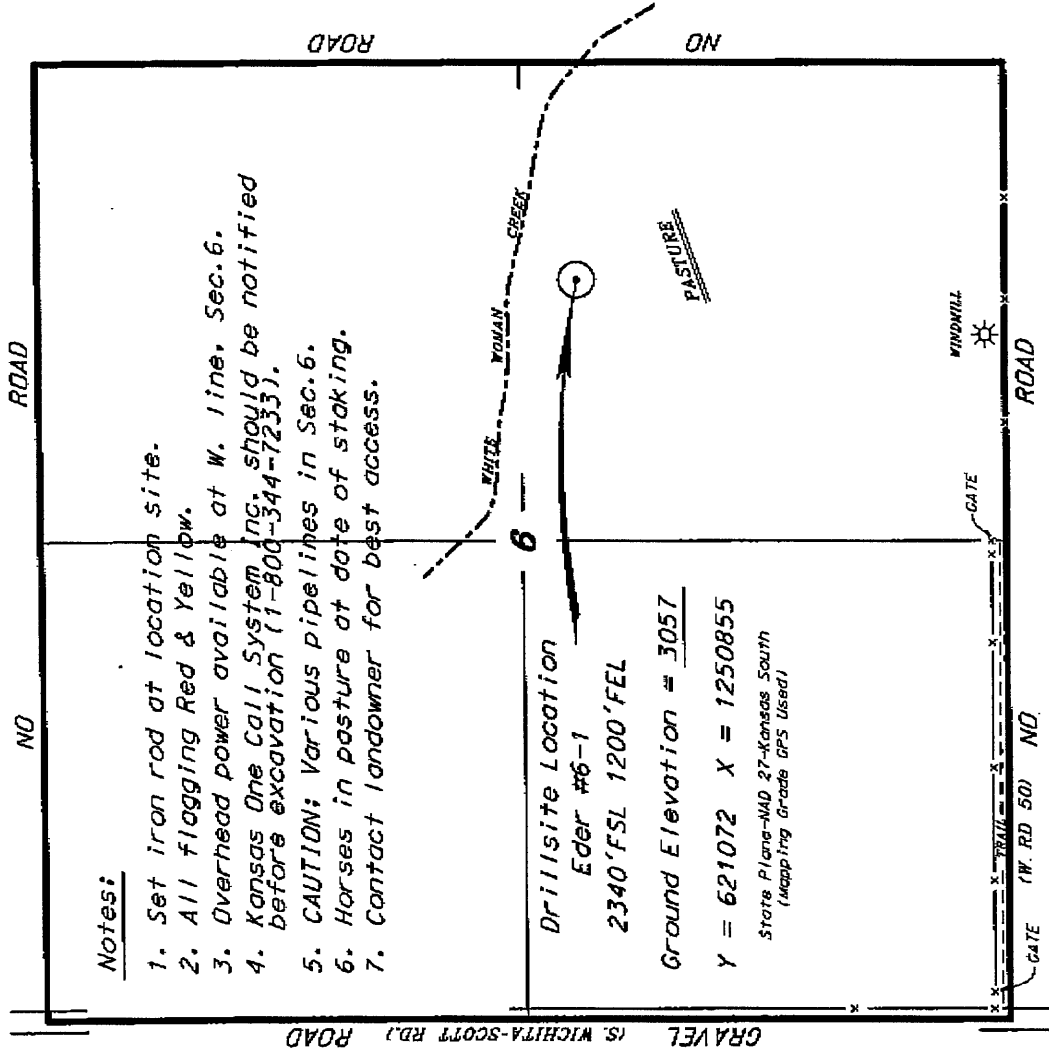 NO
ROAD
Notes:
1. Set iron rod at location site.
2. All flagging Red & Yellow.
3. Overhead power available at W. line, Sec.6.
4. Kansas One Call System Inc. should be notified
before excavation (1-800-344-7233).
5. CAUTION: Various pipelines in Sec.6.
6. Horses in pasture at date of staking.
7. Contact landowner for best access.
WHITE WOMAN CREEK
6
Drillsite Location
Eder #6-1
2340'FSL 1200'FEL
Ground Elevation = 3057
Y = 621072 X = 1250855
State Plane-NAD 27-Kansas South
(Mapping Grade GPS Used)
PASTURE
WINDMILL
GATE
TRAIL
GATE
(W. RD 50)
NO
ROAD
GRAVEL (S. WICHITA-SCOTT RD.) ROAD
NO
ROAD